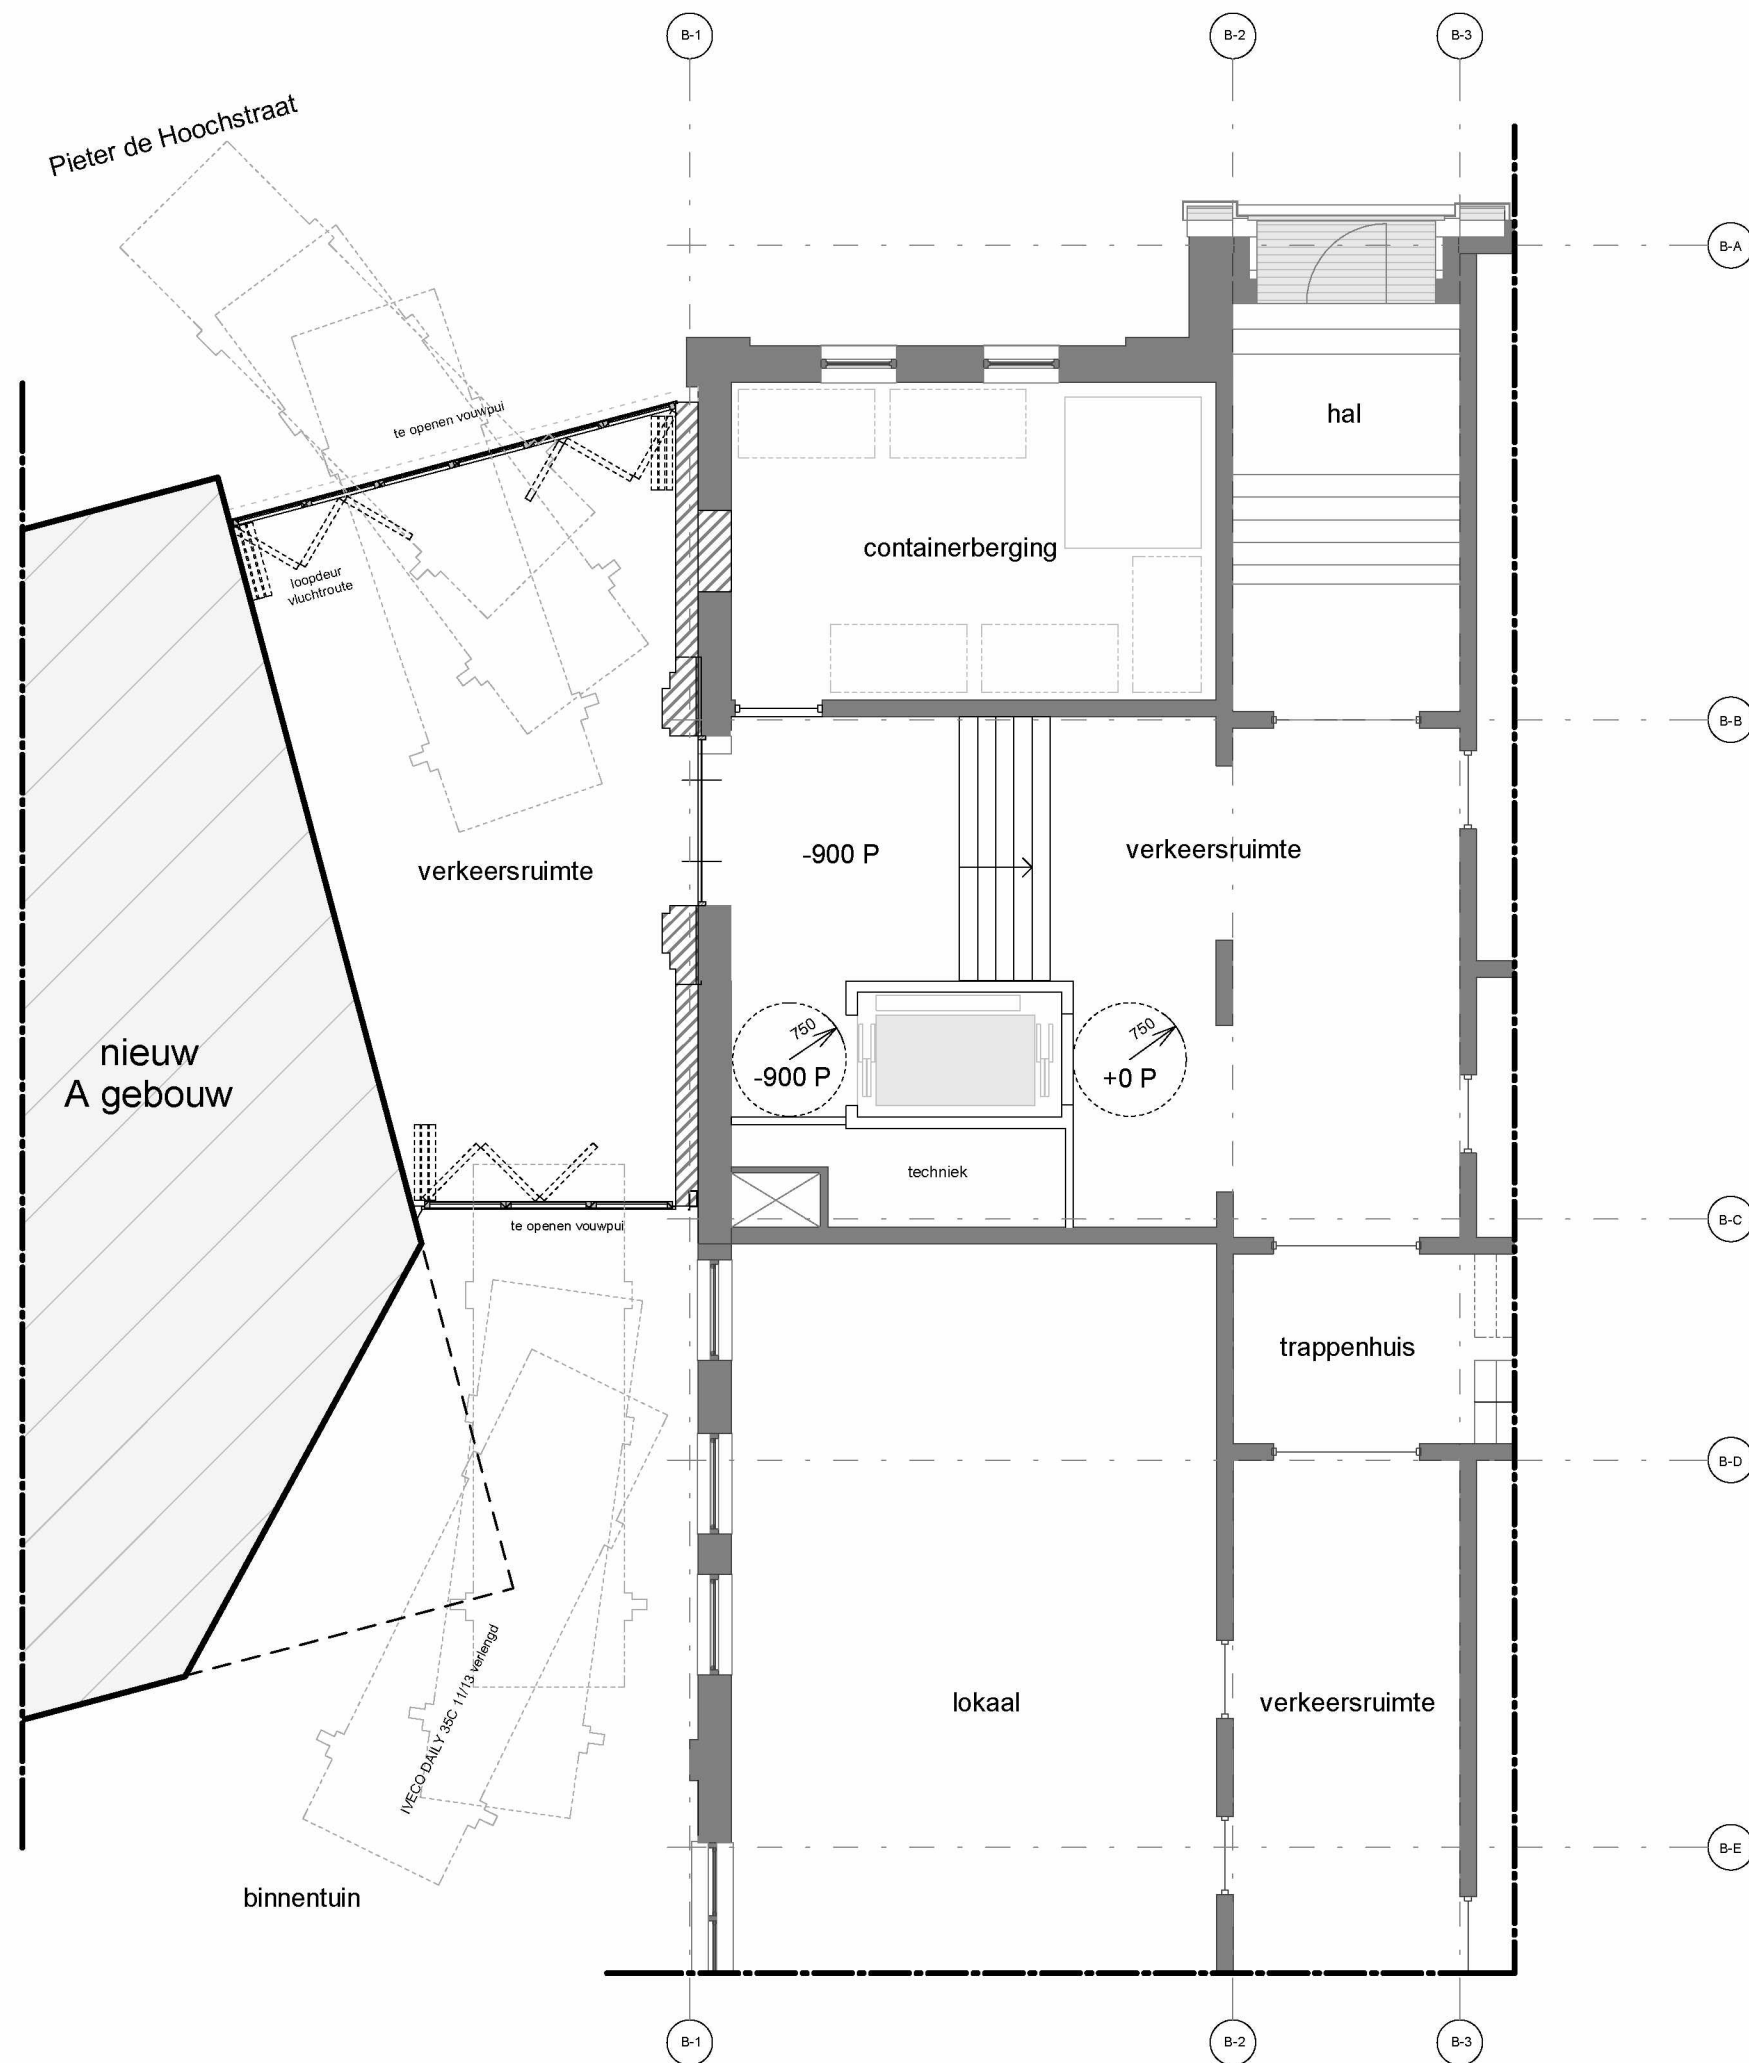 B-1
B-2
B-3
Pieter de Hoochstraat
B-A
te openen vouwpui
hal
containerberging
loopdeur
vluchtroute
B-B
verkeersruimte
-900 P
verkeersruimte
nieuw
A gebouw
750
-900 P
750
+0 P
techniek
te openen vouwpui
B-C
trappenhuis
B-D
IVECO DAILY 35C 11/13 verlengd
lokaal
verkeersruimte
B-E
binnentuin
B-1
B-2
B-3